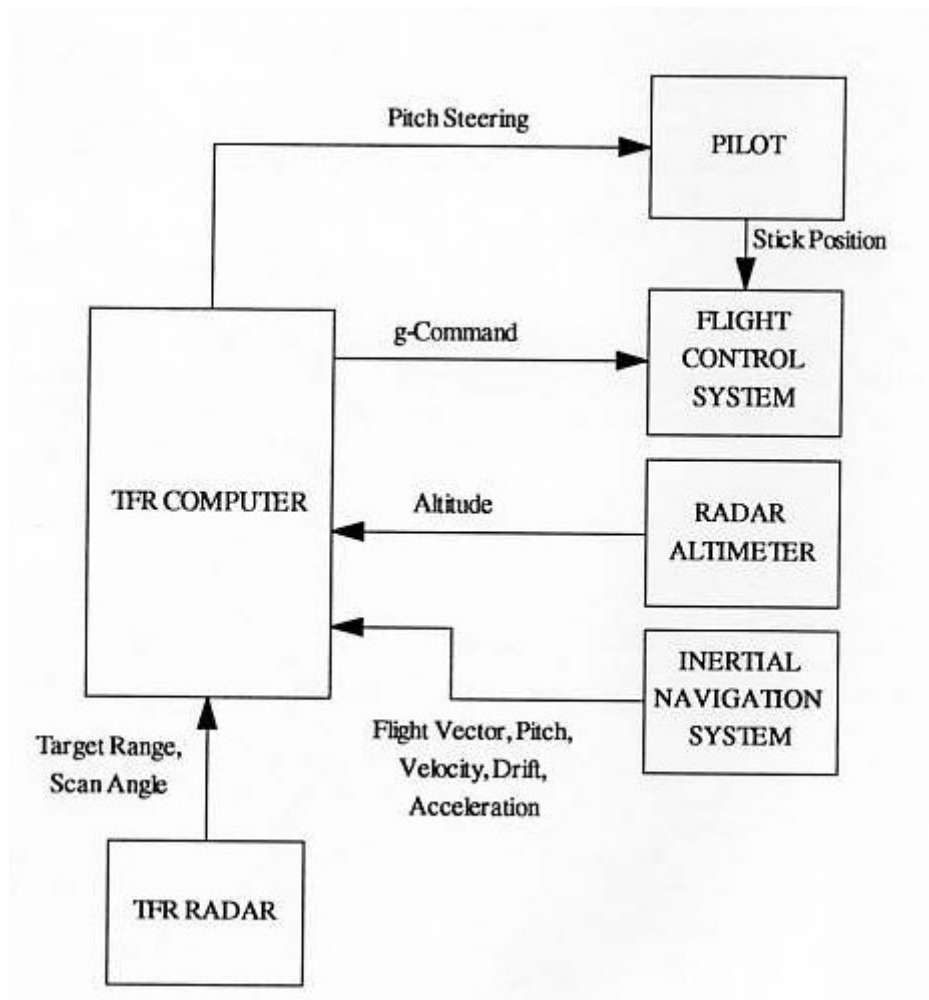 Pitch Steering
PILOT
Stick Position
FLIGHT
CONTROL
SYSTEM
g-Command
TFR COMPUTER
Altitude
RADAR
ALTIMETER
INERTIAL
NAVIGATION
SYSTEM
Flight Vector, Pitch,
Velocity, Drift,
Acceleration
Target Range,
Scan Angle
TFR RADAR